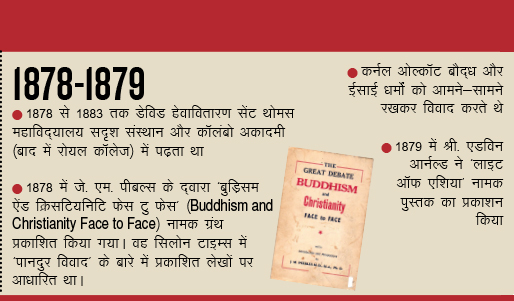 1878-1879
● 1878 से 1883 तक डेविड हेवावितारण सेंट थोमस
महाविद्यालय सदृश संस्थान और कॉलंबो अकादमी
(बाद में रोयल कॉलेज) में पढ़ता था
● 1878 में जे. एम. पीबल्स के द्वारा 'बुड़िसम
ऐंड क्रिसटियनिटि फेस टु फेस' (Buddhism and
Christianity Face to Face) नामक ग्रंथ
प्रकाशित किया गया। वह सिलोन टाइम्स में
'पानदुर विवाद' के बारे में प्रकाशित लेखों पर
आधारित था।
● कर्नल ओल्कॉट बौद्ध और
ईसाई धर्मों को आमने–सामने
रखकर विवाद करते थे
● 1879 में श्री. एडविन
आर्नल्ड ने 'लाइट
ऑफ एशिया' नामक
पुस्तक का प्रकाशन
किया
THE
GREAT DEBATE
BUDDHISM
and
Christianity
FACE to FACE